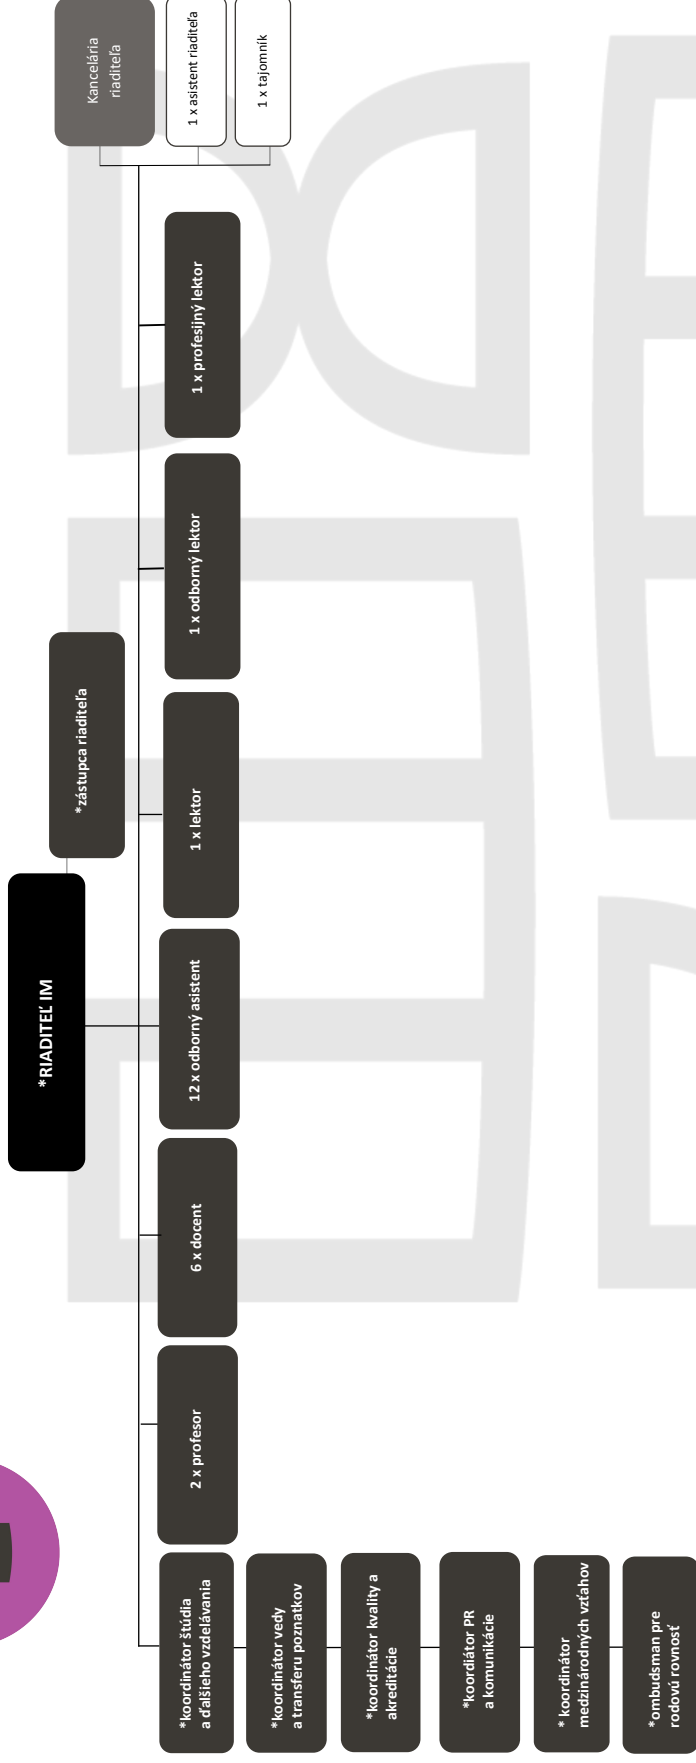 *RIADITEĽ IM
*zástupca riaditeľa
*koordinátor štúdia
a ďalšieho vzdelávania
*koordinátor vedy
a transferu poznatkov
*koordinátor kvality a
akreditácie
*koordiátor PR
a komunikácie
* koordinátor
medzinárodných vzťahov
*ombudsman pre
rodovú rovnosť
2 x profesor
6 x docent
12 x odborný asistent
1 x lektor
1 x odborný lektor
1 x profesijný lektor
Kancelária
riaditeľa
1 x asistent riaditeľa
1 x tajomník